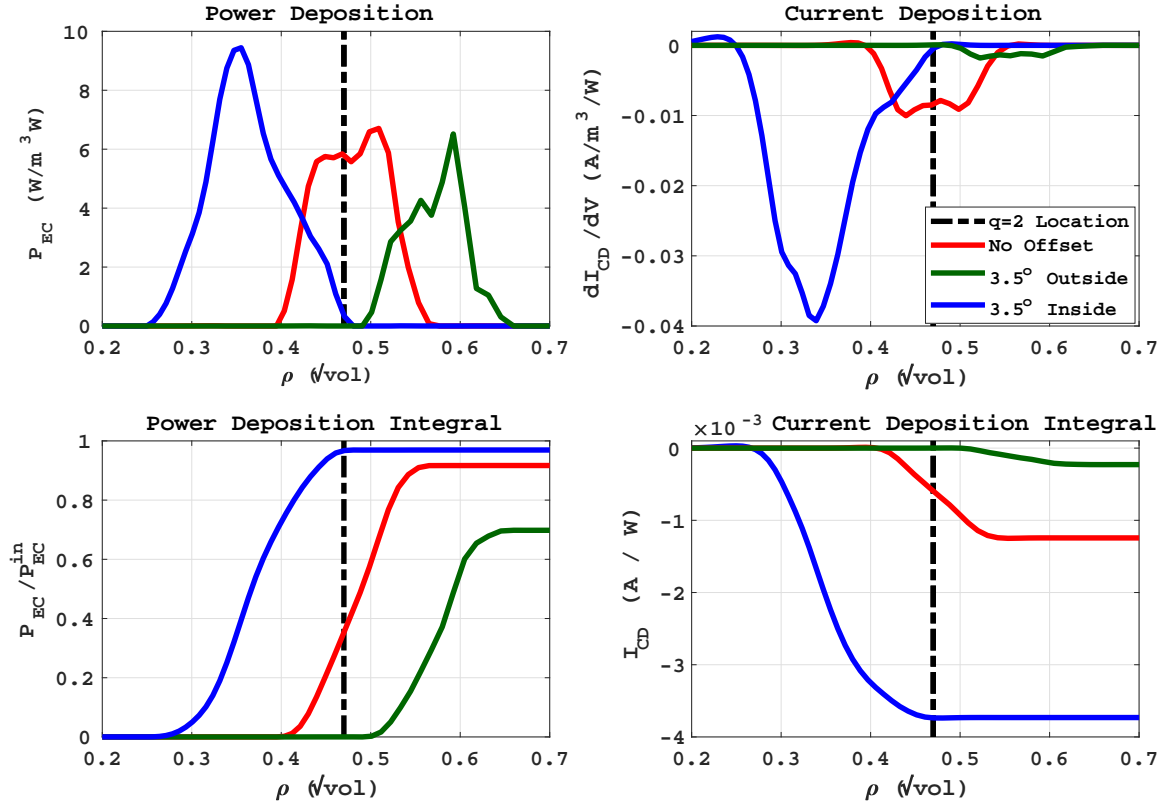 Power Deposition
P_EC (W/m^3 W)
10
8
6
4
2
0
0.2 0.3 0.4 0.5 0.6 0.7
ρ (√vol)
Current Deposition
dI_CD/dV (A/m^3/W)
0
-0.01
-0.02
-0.03
-0.04
q=2 Location
No Offset
3.5° Outside
3.5° Inside
0.2 0.3 0.4 0.5 0.6 0.7
ρ (√vol)
Power Deposition Integral
P_EC/P_EC^in
1
0.8
0.6
0.4
0.2
0
0.2 0.3 0.4 0.5 0.6 0.7
ρ (√vol)
×10^-3
Current Deposition Integral
I_CD (A / W)
0
-1
-2
-3
-4
0.2 0.3 0.4 0.5 0.6 0.7
ρ (√vol)